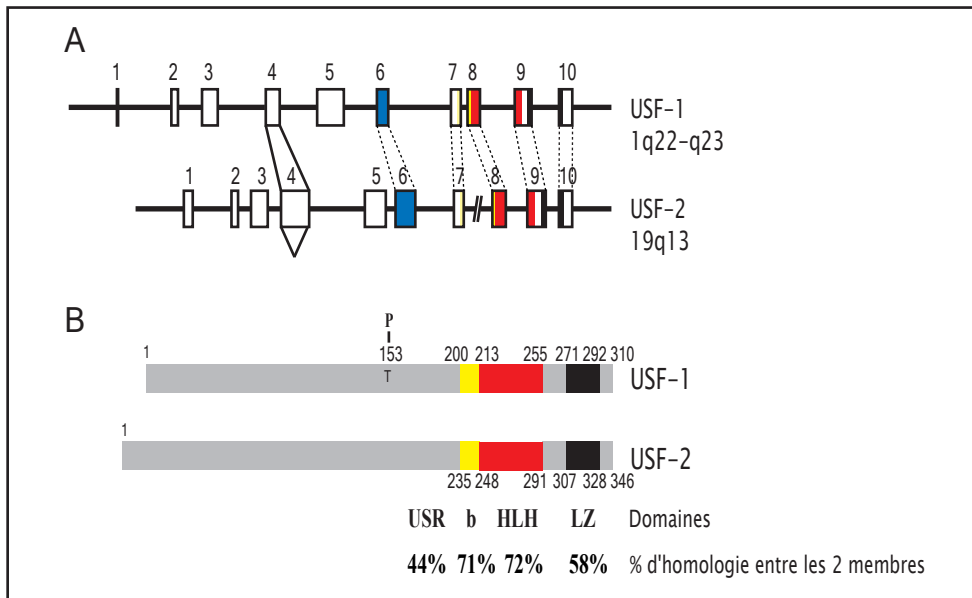 A
1 2 3 4 5 6 7 8 9 10
USF-1
1q22-q23
1 2 3 4 5 6 7 8 9 10
USF-2
19q13
B
P
1 153 200 213 255 271 292 310
T
USF-1
1
USF-2
235 248 291 307 328 346
USR b HLH LZ Domaines
44% 71% 72% 58% % d'homologie entre les 2 membres